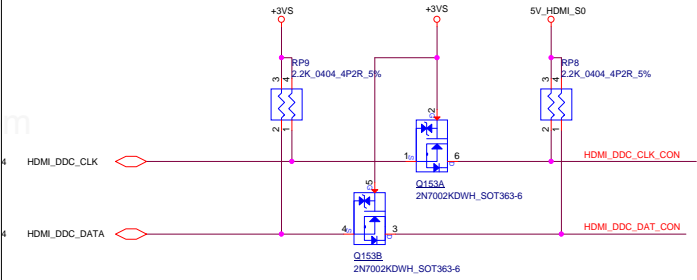 +3VS
+3VS
5V_HDMI_S0
RP9
2.2K_0404_4P2R_5%
RP8
2.2K_0404_4P2R_5%
3 4
3 4
2 1
2 1
2
4 HDMI_DDC_CLK
1 S
6
D
HDMI_DDC_CLK_CON
Q153A
2N7002KDWH_SOT363-6
5
4 HDMI_DDC_DATA
4 S
3
D
HDMI_DDC_DAT_CON
Q153B
2N7002KDWH_SOT363-6